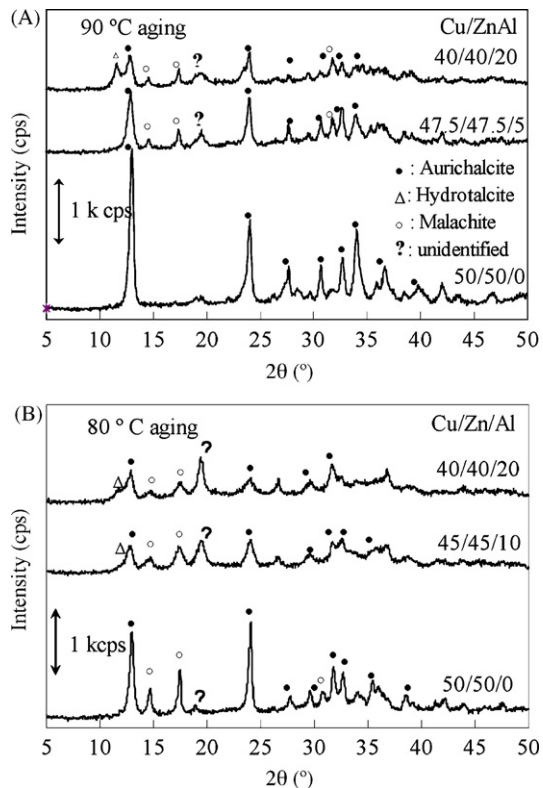 (A)
90 ºC aging
Cu/ZnAl
40/40/20
47.5/47.5/5
● : Aurichalcite
△ : Hydrotalcite
○ : Malachite
? : unidentified
50/50/0
1 k cps
Intensity (cps)
5 10 15 20 25 30 35 40 45 50
2θ (º)
(B)
80 º C aging
Cu/Zn/Al
40/40/20
45/45/10
50/50/0
1 kcps
Intensity (cps)
5 10 15 20 25 30 35 40 45 50
2θ (º)